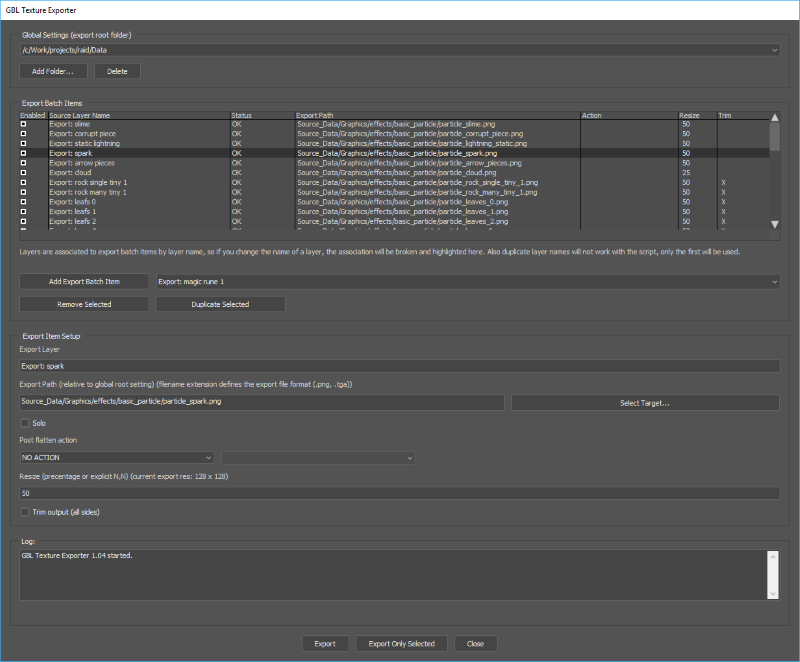 GBL Texture Exporter
Global Settings (export root folder)
/c/Work/projects/raid/Data
Add Folder... Delete
Export Batch Items
Enabled Source Layer Name Status Export Path Action Resize Trim
Export: slime OK Source_Data/Graphics/effects/basic_particle/particle_slime.png 50
Export: corrupt piece OK Source_Data/Graphics/effects/basic_particle/particle_corrupt_piece.png 50
Export: static lightning OK Source_Data/Graphics/effects/basic_particle/particle_lightning_static.png 50
Export: spark OK Source_Data/Graphics/effects/basic_particle/particle_spark.png 50
Export: arrow pieces OK Source_Data/Graphics/effects/basic_particle/particle_arrow_pieces.png 50
Export: cloud OK Source_Data/Graphics/effects/basic_particle/particle_cloud.png 25
Export: rock single tiny 1 OK Source_Data/Graphics/effects/basic_particle/particle_rock_single_tiny_1.png 50 X
Export: rock many tiny 1 OK Source_Data/Graphics/effects/basic_particle/particle_rock_many_tiny_1.png 50 X
Export: leafs 0 OK Source_Data/Graphics/effects/basic_particle/particle_leaves_0.png 50 X
Export: leafs 1 OK Source_Data/Graphics/effects/basic_particle/particle_leaves_1.png 50 X
Export: leafs 2 OK Source_Data/Graphics/effects/basic_particle/particle_leaves_2.png 50 X
Layers are associated to export batch items by layer name, so if you change the name of a layer, the association will be broken and highlighted here. Also duplicate layer names will not work with the script, only the first will be used.
Add Export Batch Item Export: magic rune 1
Remove Selected Duplicate Selected
Export Item Setup
Export Layer
Export: spark
Export Path (relative to global root setting) (filename extension defines the export file format (.png, .tga))
Source_Data/Graphics/effects/basic_particle/particle_spark.png Select Target...
Solo
Post flatten action
NO ACTION
Resize (precentage or explicit N,N) (current export res: 128 x 128)
50
Trim output (all sides)
Log:
GBL Texture Exporter 1.04 started.
Export Export Only Selected Close